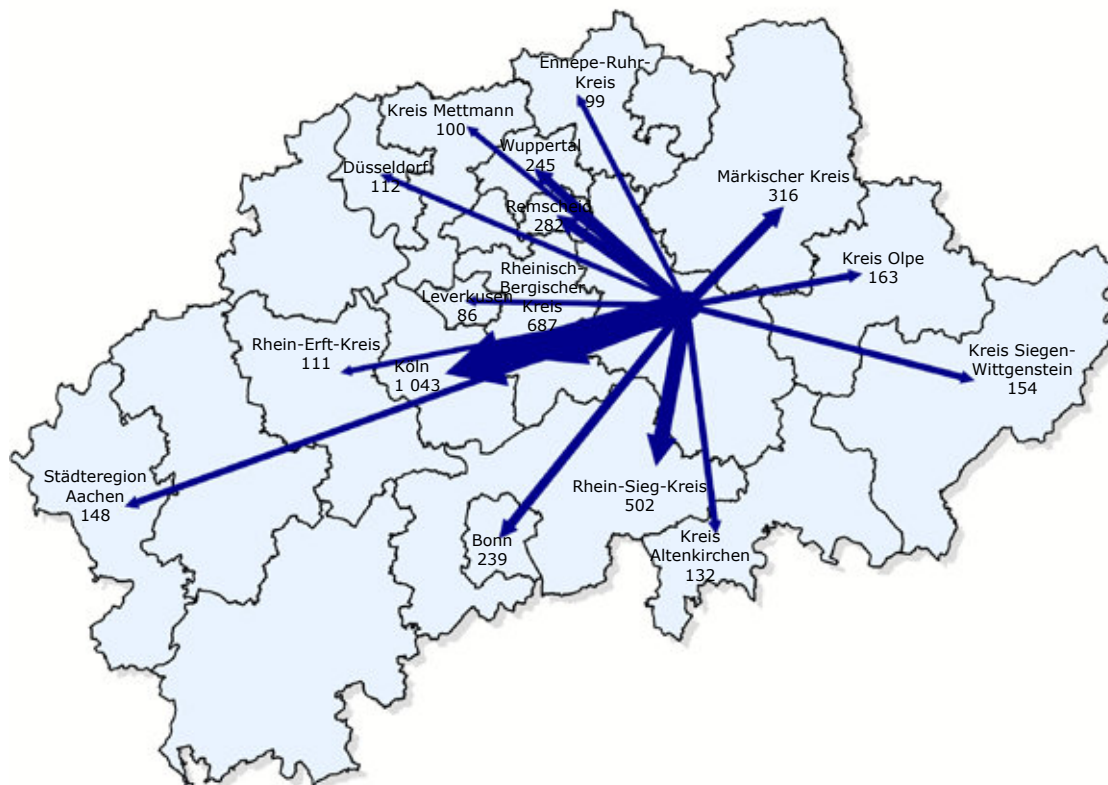 Ennepe-Ruhr-
Kreis
99
Kreis Mettmann
100
Wuppertal
245
Düsseldorf
112
Märkischer Kreis
316
Remscheid
282
Kreis Olpe
163
Rheinisch-
Bergischer
Kreis
687
Leverkusen
86
Rhein-Erft-Kreis
111
Köln
1 043
Kreis Siegen-
Wittgenstein
154
Städteregion
Aachen
148
Rhein-Sieg-Kreis
502
Bonn
239
Kreis
Altenkirchen
132